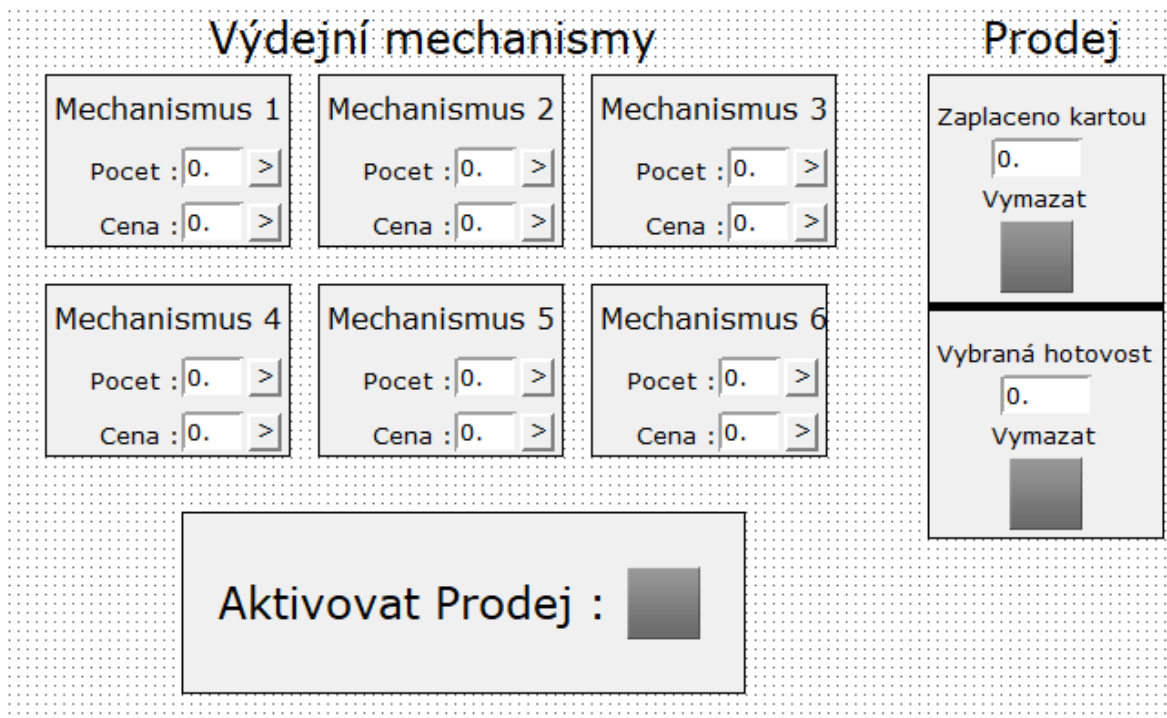 Výdejní mechanismy
Mechanismus 1
Pocet : 0. >
Cena : 0. >
Mechanismus 2
Pocet : 0. >
Cena : 0. >
Mechanismus 3
Pocet : 0. >
Cena : 0. >
Mechanismus 4
Pocet : 0. >
Cena : 0. >
Mechanismus 5
Pocet : 0. >
Cena : 0. >
Mechanismus 6
Pocet : 0. >
Cena : 0. >
Aktivovat Prodej :
Prodej
Zaplaceno kartou
0.
Vymazat
Vybraná hotovost
0.
Vymazat